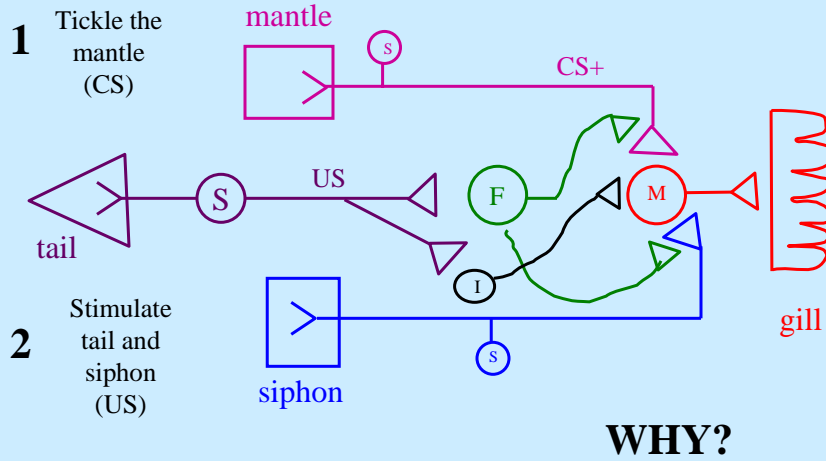 1
Tickle the
mantle
(CS)
mantle
S
CS+
S
US
F
M
tail
I
gill
2
Stimulate
tail and
siphon
(US)
siphon
S
WHY?